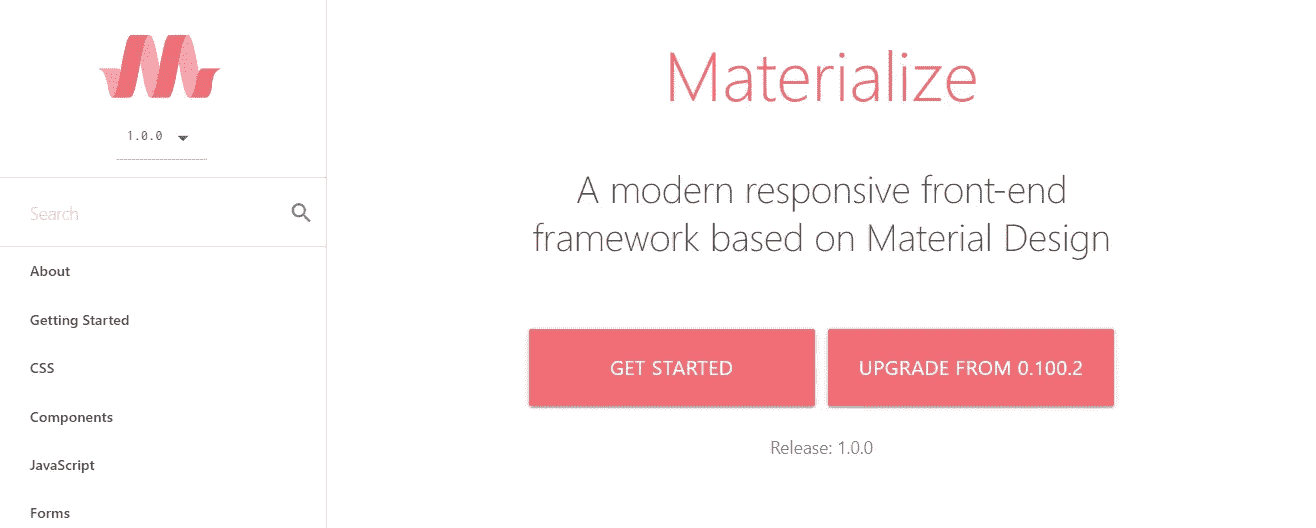 1.0.0
Search
About
Getting Started
CSS
Components
JavaScript
Forms
Materialize
A modern responsive front-end
framework based on Material Design
GET STARTED
UPGRADE FROM 0.100.2
Release: 1.0.0